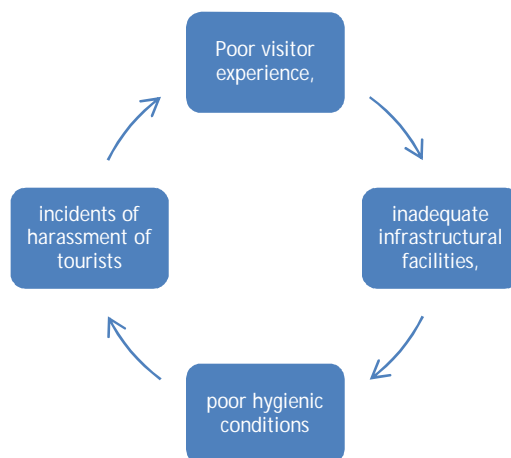 Poor visitor
experience,
inadequate
infrastructural
facilities,
poor hygienic
conditions
incidents of
harassment of
tourists